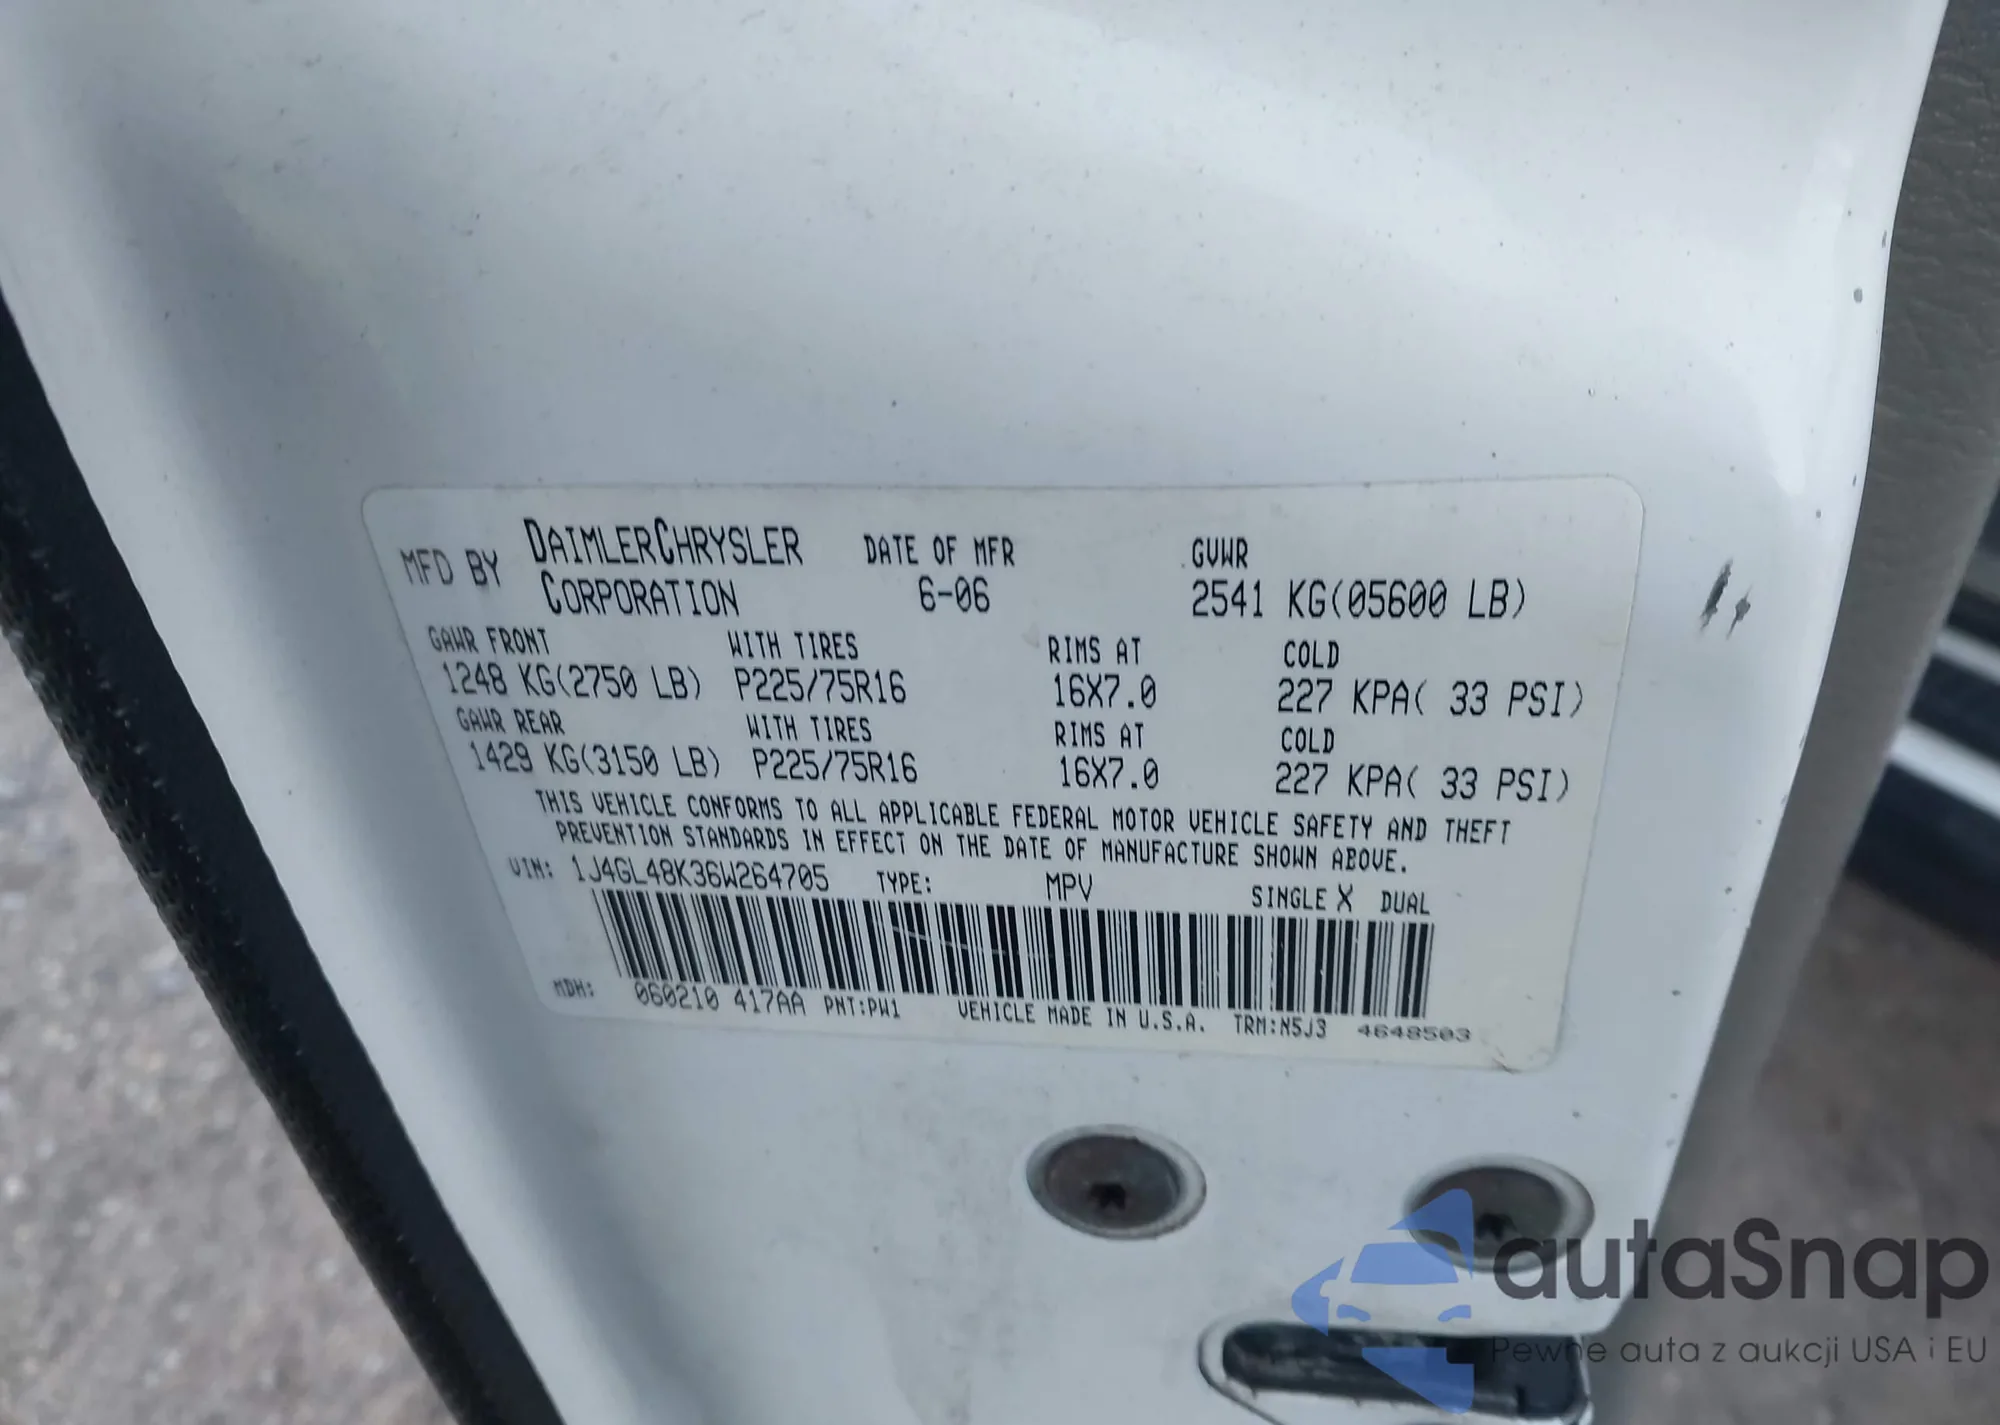 MFD BY DAIMLERCHRYSLER CORPORATION DATE OF MFR 6-06 GVWR 2541 KG(05600 LB)
GAWR FRONT WITH TIRES RIMS AT COLD
1248 KG(2750 LB) P225/75R16 16X7.0 227 KPA( 33 PSI)
GAWR REAR WITH TIRES RIMS AT COLD
1429 KG(3150 LB) P225/75R16 16X7.0 227 KPA( 33 PSI)
THIS VEHICLE CONFORMS TO ALL APPLICABLE FEDERAL MOTOR VEHICLE SAFETY AND THEFT
PREVENTION STANDARDS IN EFFECT ON THE DATE OF MANUFACTURE SHOWN ABOVE.
VIN: 1J4GL48K36W264705 TYPE: MPV SINGLE X DUAL
MDH: 060210 417AA PNT:PW1 VEHICLE MADE IN U.S.A. TRM:N5J3 4648503
autaSnap
Pewne auta z aukcji USA i EU